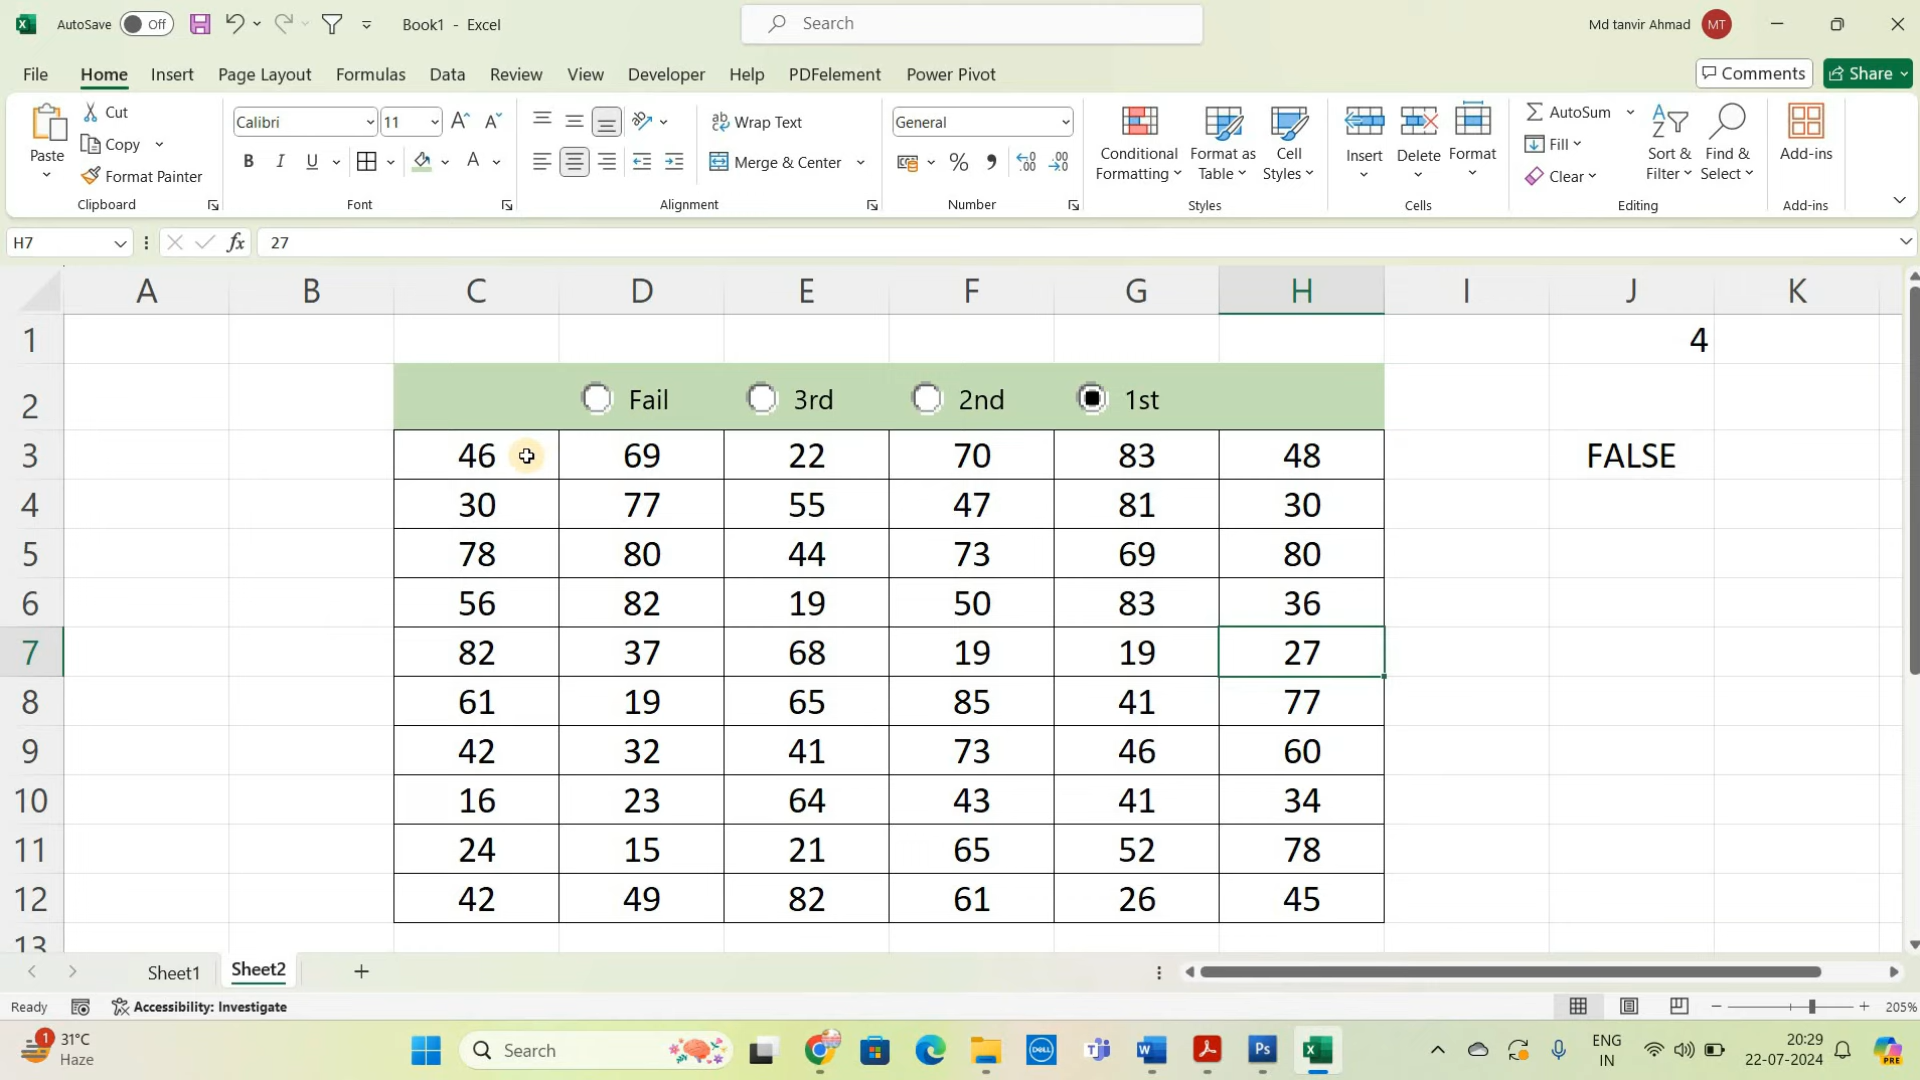 AutoSave Off Book1 - Excel Search Md tanvir Ahmad MT
File Home Insert Page Layout Formulas Data Review View Developer Help PDFelement Power Pivot Comments Share
Paste Cut Copy Format Painter
Clipboard
Calibri 11
B I U A
Font
ab Wrap Text
Merge & Center
Alignment
General
%
Number
Conditional Formatting Format as Table Cell Styles
Styles
Insert Delete Format
Cells
AutoSum Fill Clear Sort & Filter Find & Select
Editing
Add-ins
Add-ins
H7 fx 27
A B C D E F G H I J K
1 4
2 Fail 3rd 2nd 1st
3 46 69 22 70 83 48 FALSE
4 30 77 55 47 81 30
5 78 80 44 73 69 80
6 56 82 19 50 83 36
7 82 37 68 19 19 27
8 61 19 65 85 41 77
9 42 32 41 73 46 60
10 16 23 64 43 41 34
11 24 15 21 65 52 78
12 42 49 82 61 26 45
13
Sheet1 Sheet2
Ready Accessibility: Investigate 205%
1 31°C Haze Search DELL W Ps ENG IN 20:29 22-07-2024 PRE